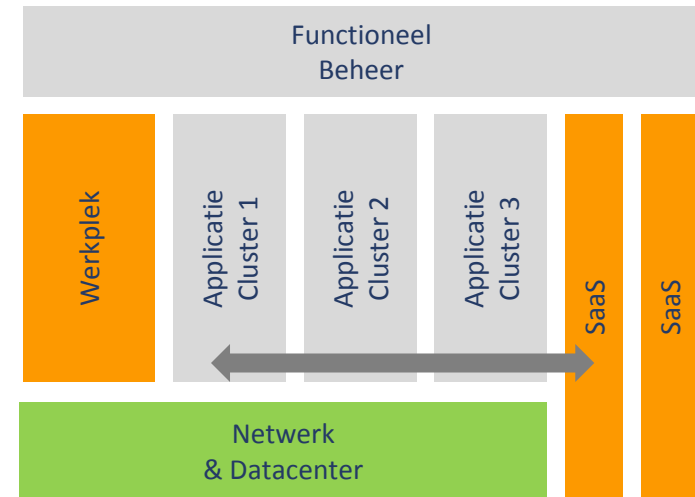 Functioneel
Beheer
Werkplek
Applicatie
Cluster 1
Applicatie
Cluster 2
Applicatie
Cluster 3
SaaS
SaaS
Netwerk
& Datacenter